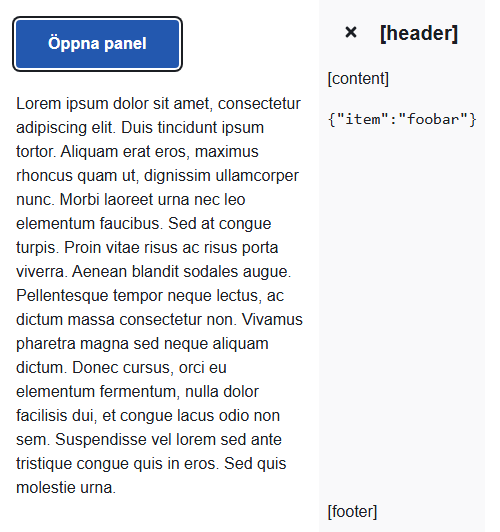 Öppna panel
Lorem ipsum dolor sit amet, consectetur
adipiscing elit. Duis tincidunt ipsum
tortor. Aliquam erat eros, maximus
rhoncus quam ut, dignissim ullamcorper
nunc. Morbi laoreet urna nec leo
elementum faucibus. Sed at congue
turpis. Proin vitae risus ac risus porta
viverra. Aenean blandit sodales augue.
Pellentesque tempor neque lectus, ac
dictum massa consectetur non. Vivamus
pharetra magna sed neque aliquam
dictum. Donec cursus, orci eu
elementum fermentum, nulla dolor
facilisis dui, et congue lacus odio non
sem. Suspendisse vel lorem sed ante
tristique congue quis in eros. Sed quis
molestie urna.
[header]
[content]
{"item":"foobar"}
[footer]